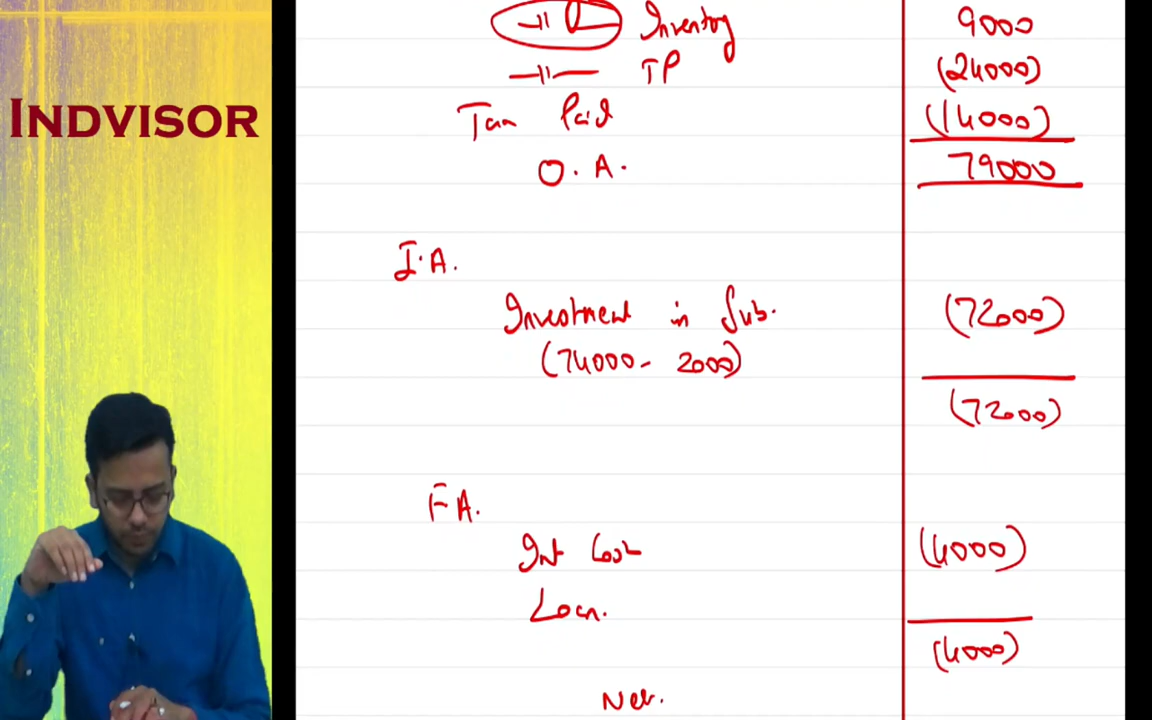 INDVISOR
Inventory 9000
TP (24000)
Tax Paid (14000)
O.A. 79000
I.A.
Investment in Sub. (72000)
(74000 - 2000)
(72000)
F A.
Int Cost (4000)
Loan.
(4000)
Net.